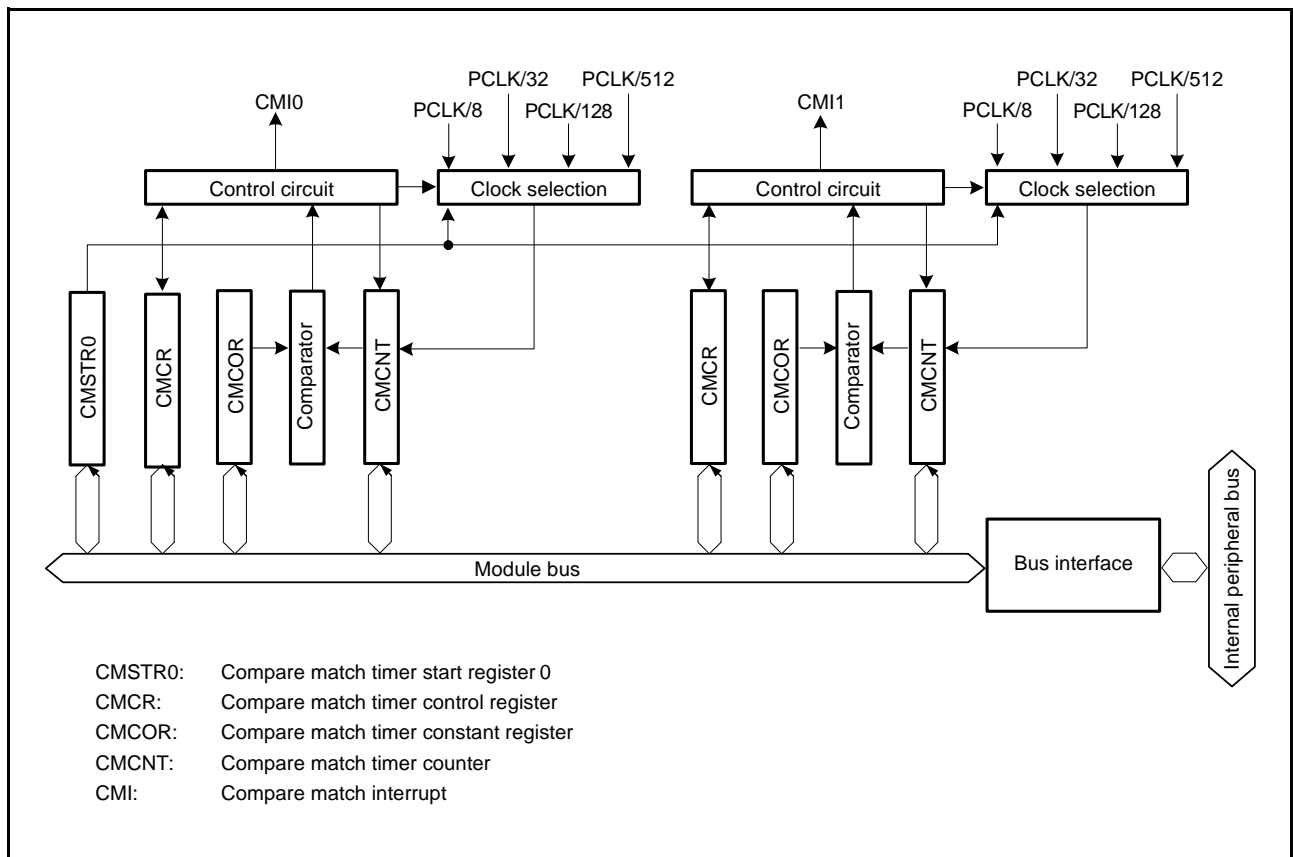 PCLK/32
PCLK/512
CMI0
PCLK/8
PCLK/128
Control circuit
Clock selection
CMSTR0
CMCR
CMCOR
Comparator
CMCNT
PCLK/32
PCLK/512
CMI1
PCLK/8
PCLK/128
Control circuit
Clock selection
CMCR
CMCOR
Comparator
CMCNT
Module bus
Bus interface
Internal peripheral bus
CMSTR0: Compare match timer start register 0
CMCR: Compare match timer control register
CMCOR: Compare match timer constant register
CMCNT: Compare match timer counter
CMI: Compare match interrupt